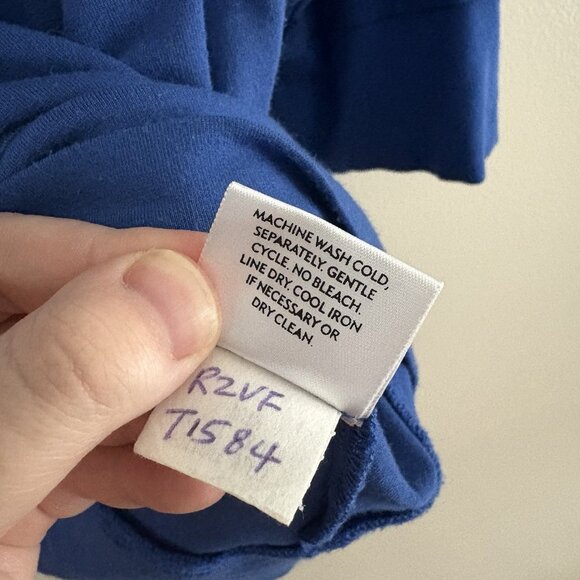 MACHINE WASH COLD,
SEPARATELY, GENTLE
CYCLE. NO BLEACH.
LINE DRY. COOL IRON
IF NECESSARY OR
DRY CLEAN.
R2VF
T1584